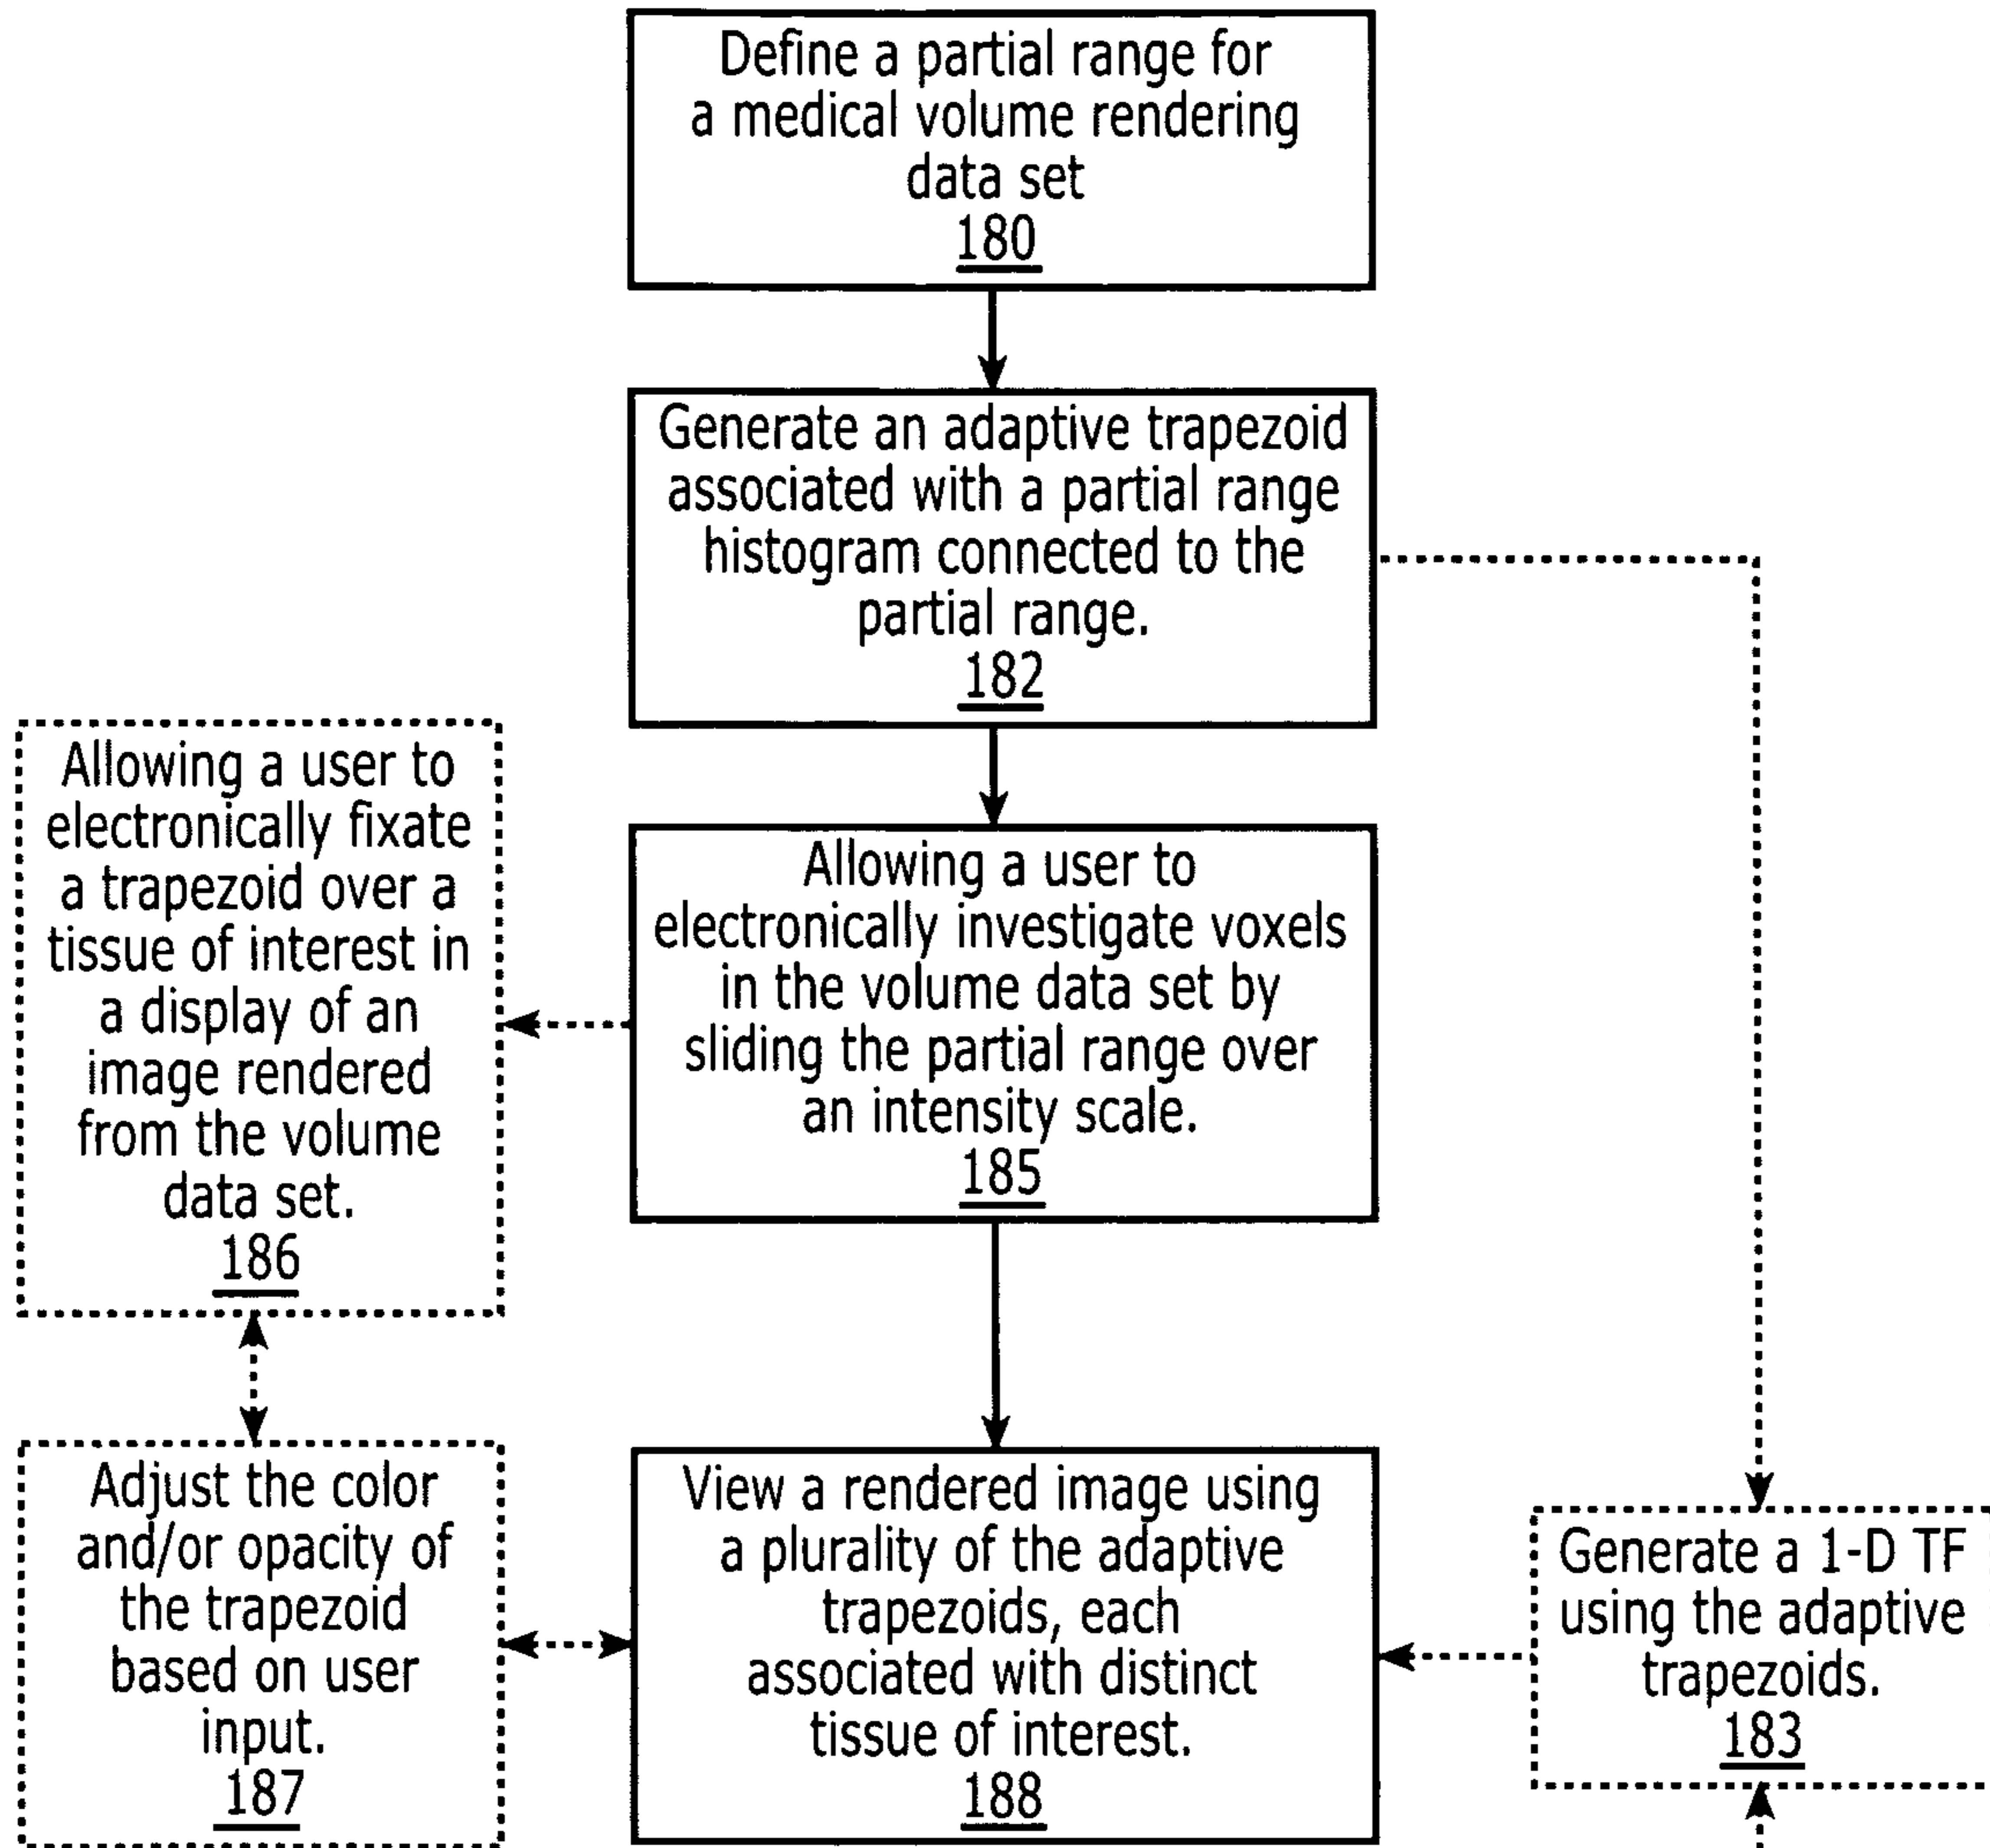 Define a partial range for
a medical volume rendering
data set
180
Generate an adaptive trapezoid
associated with a partial range
histogram connected to the
partial range.
182
Allowing a user to
electronically fixate
a trapezoid over a
tissue of interest in
a display of an
image rendered
from the volume
data set.
186
Allowing a user to
electronically investigate voxels
in the volume data set by
sliding the partial range over
an intensity scale.
185
Adjust the color
and/or opacity of
the trapezoid
based on user
input.
187
View a rendered image using
a plurality of the adaptive
trapezoids, each
associated with distinct
tissue of interest.
188
Generate a 1-D TF
using the adaptive
trapezoids.
183